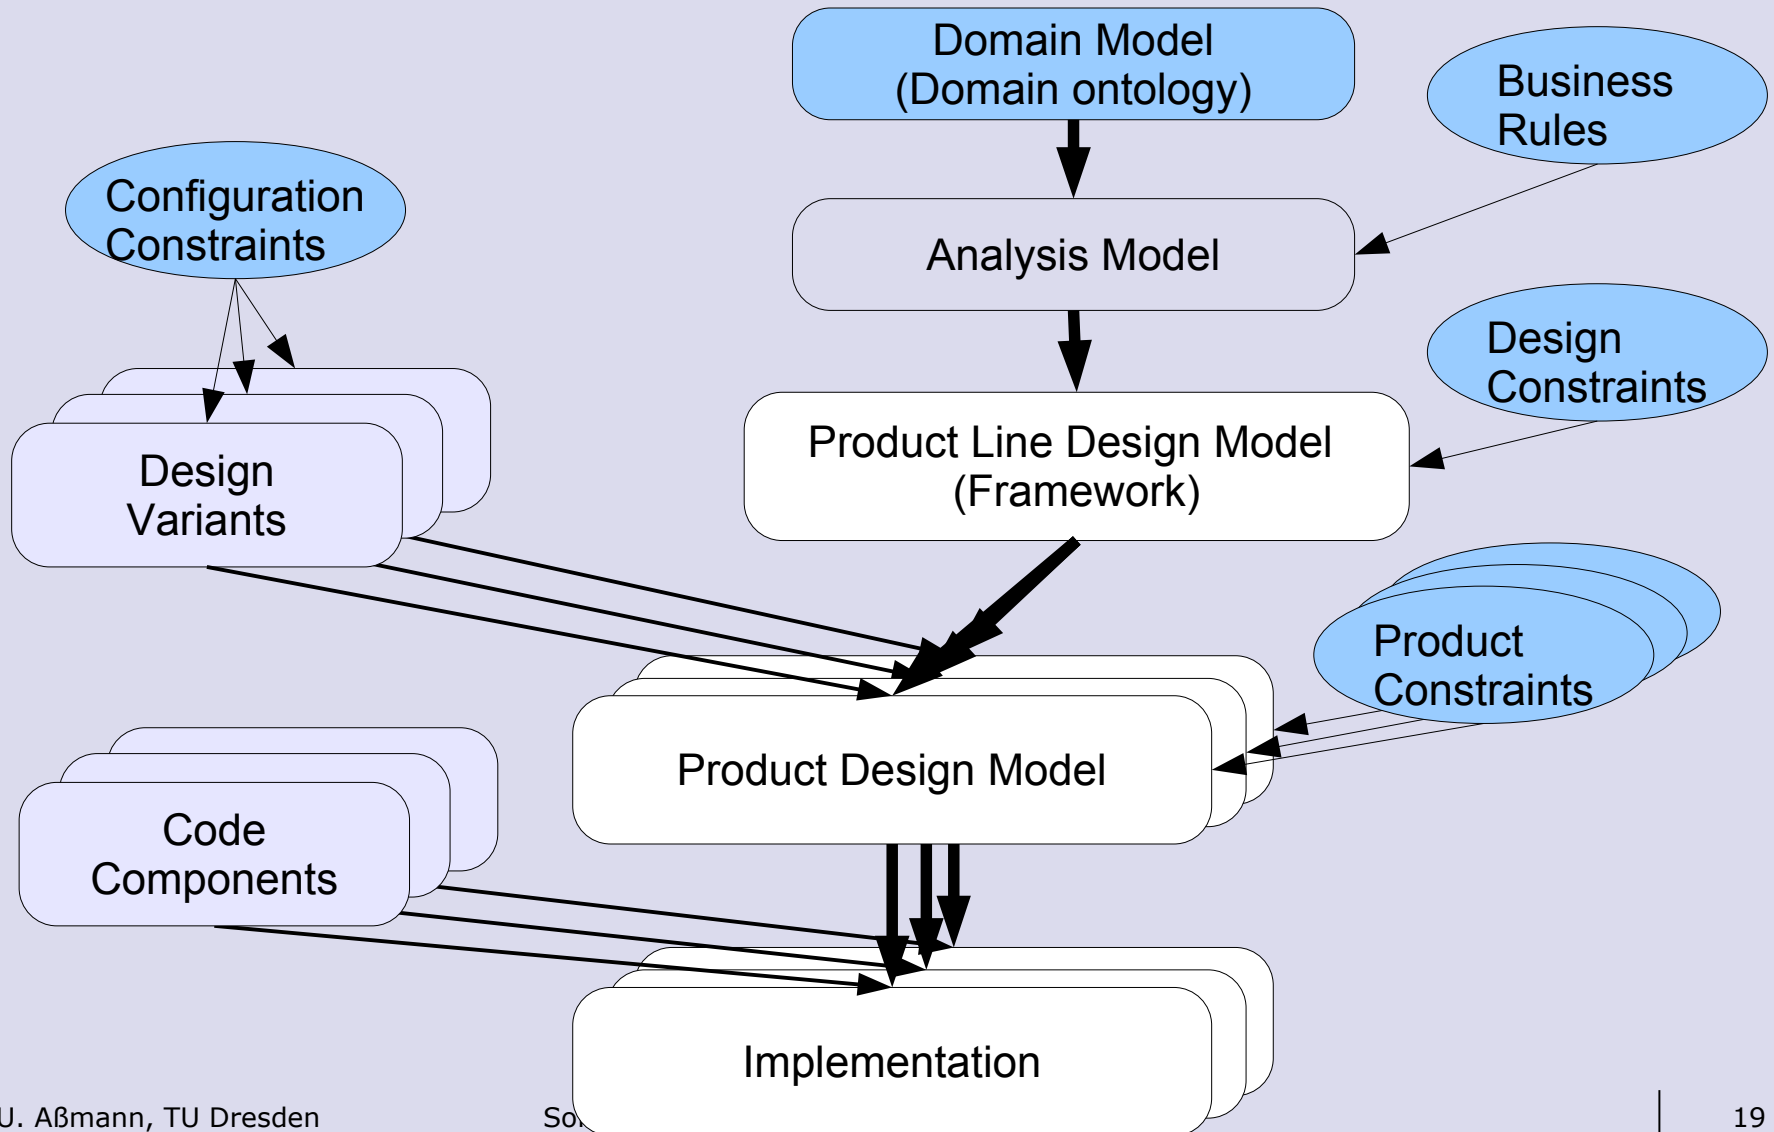 Domain Model
(Domain ontology)
Business
Rules
Configuration
Constraints
Analysis Model
Design
Constraints
Product Line Design Model
(Framework)
Design
Variants
Product
Constraints
Product Design Model
Code
Components
Implementation
U. Aßmann, TU Dresden
19